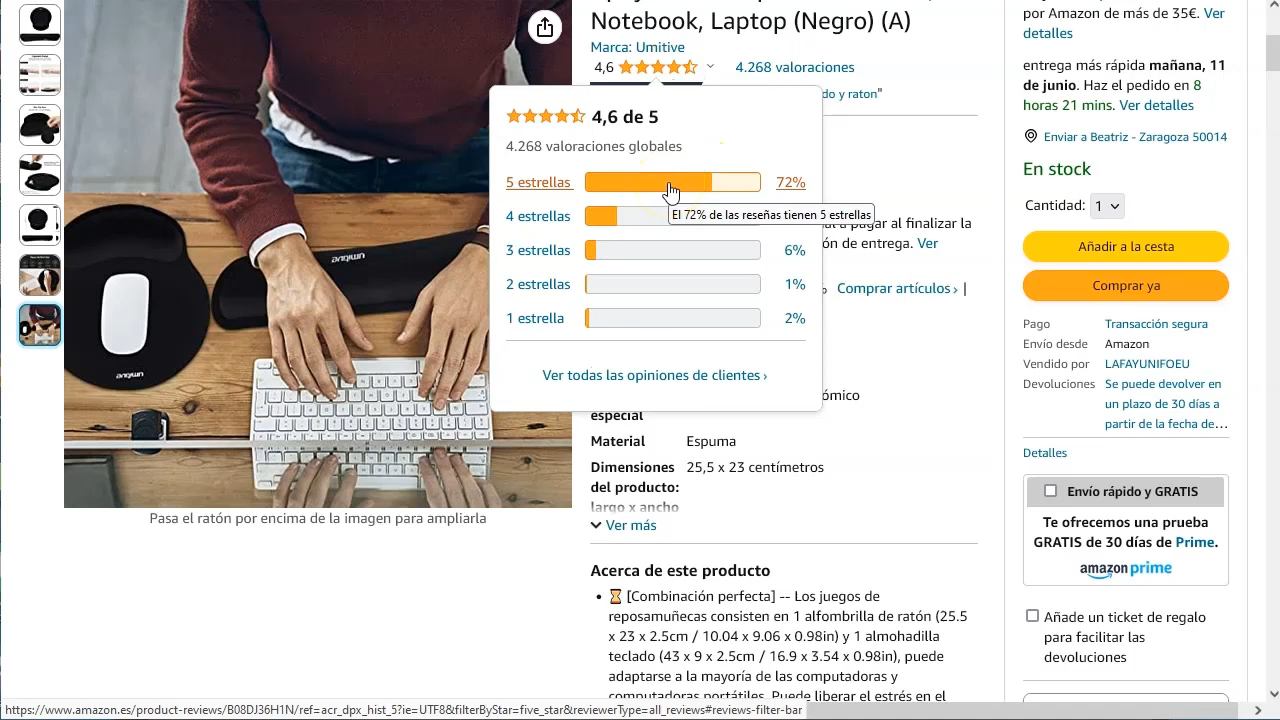 Notebook, Laptop (Negro) (A)
Marca: Umitive
4,6
4.268 valoraciones
do y raton"
4,6 de 5
4.268 valoraciones globales
5 estrellas 72%
El 72% de las reseñas tienen 5 estrellas
4 estrellas
3 estrellas 6%
2 estrellas 1%
1 estrella 2%
Ver todas las opiniones de clientes ›
al a pagar al finalizar la
ón de entrega. Ver
Comprar artículos › |
ómico
especial
Material Espuma
Dimensiones 25,5 x 23 centímetros
del producto:
largo x ancho
Ver más
Acerca de este producto
• ⌛ [Combinación perfecta] -- Los juegos de
reposamuñecas consisten en 1 alfombrilla de ratón (25.5
x 23 x 2.5cm / 10.04 x 9.06 x 0.98in) y 1 almohadilla
teclado (43 x 9 x 2.5cm / 16.9 x 3.54 x 0.98in), puede
adaptarse a la mayoría de las computadoras y
computadoras portátiles. Puede liberar el estrés en el
anqiwn
anqiwn
Pasa el ratón por encima de la imagen para ampliarla
por Amazon de más de 35€. Ver
detalles
entrega más rápida mañana, 11
de junio. Haz el pedido en 8
horas 21 mins. Ver detalles
Enviar a Beatriz - Zaragoza 50014
En stock
Cantidad: 1
Añadir a la cesta
Comprar ya
Pago Transacción segura
Envío desde Amazon
Vendido por LAFAYUNIFOEU
Devoluciones Se puede devolver en
un plazo de 30 días a
partir de la fecha de...
Detalles
Envío rápido y GRATIS
Te ofrecemos una prueba
GRATIS de 30 días de Prime.
amazon prime
Añade un ticket de regalo
para facilitar las
devoluciones
https://www.amazon.es/product-reviews/B08DJ36H1N/ref=acr_dpx_hist_5?ie=UTF8&filterByStar=five_star&reviewerType=all_reviews#reviews-filter-bar